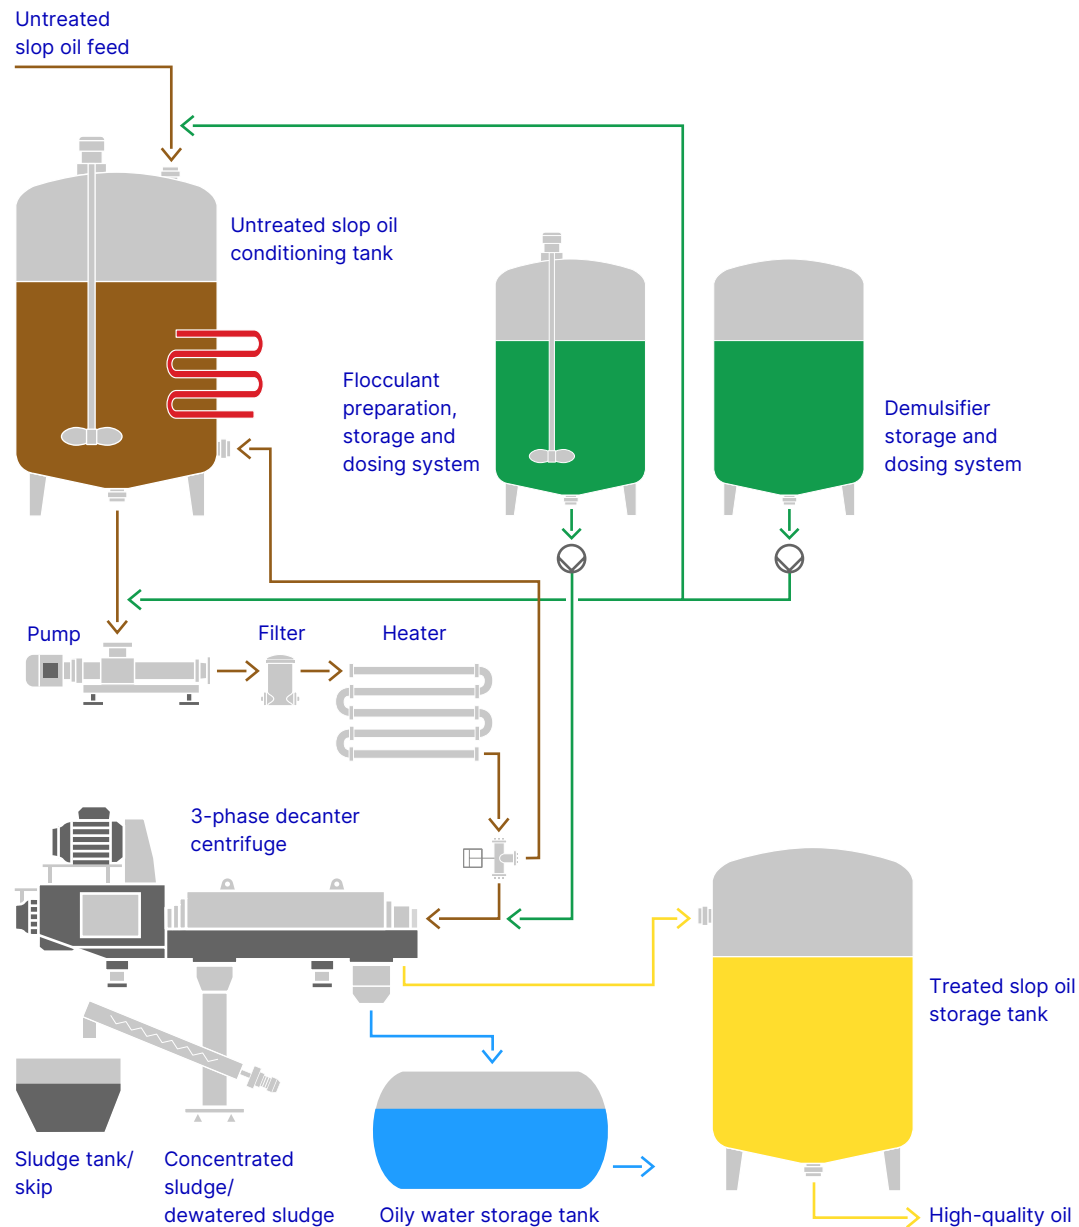 Untreated
slop oil feed
Untreated slop oil
conditioning tank
Flocculant
preparation,
storage and
dosing system
Demulsifier
storage and
dosing system
Pump
Filter
Heater
3-phase decanter
centrifuge
Treated slop oil
storage tank
Sludge tank/
skip
Concentrated
sludge/
dewatered sludge
Oily water storage tank
High-quality oil